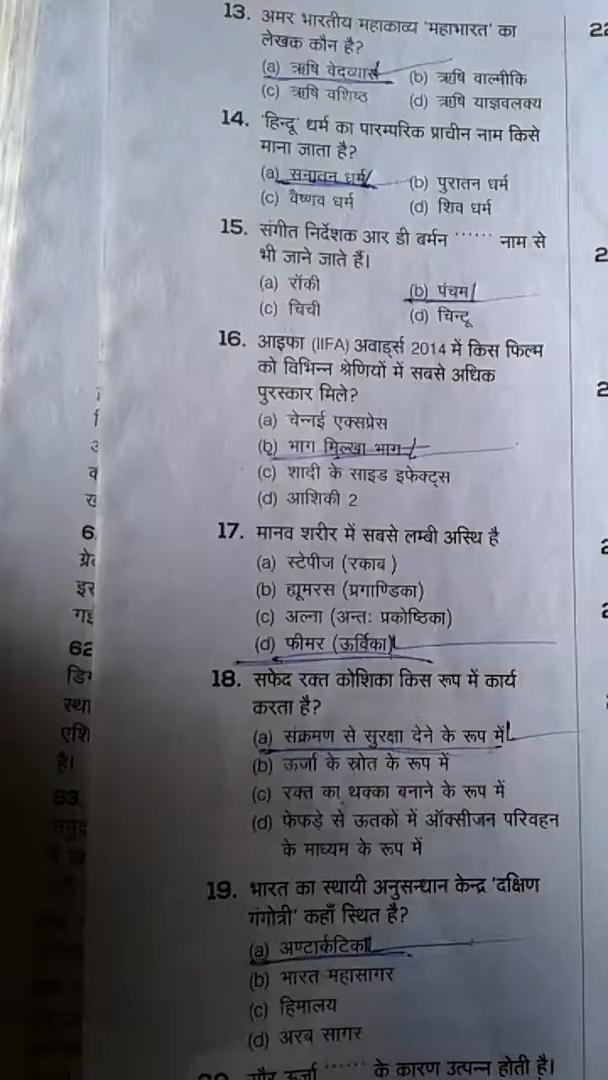 13. अमर भारतीय महाकाव्य 'महाभारत' का
लेखक कौन है?
(a) ऋषि वेदव्यास (b) ऋषि वाल्मीकि
(c) ऋषि वशिष्ठ (d) ऋषि याज्ञवलक्य
14. 'हिन्दू' धर्म का पारम्परिक प्राचीन नाम किसे
माना जाता है?
(a) सनातन धर्म (b) पुरातन धर्म
(c) वैष्णव धर्म (d) शिव धर्म
15. संगीत निर्देशक आर डी बर्मन ...... नाम से
भी जाने जाते हैं।
(a) रॉकी (b) पंचम
(c) चिची (d) चिन्टू
16. आइफा (IIFA) अवार्ड्स 2014 में किस फिल्म
को विभिन्न श्रेणियों में सबसे अधिक
पुरस्कार मिले?
(a) चेन्नई एक्सप्रेस
(b) भाग मिल्खा भाग
(c) शादी के साइड इफेक्ट्स
(d) आशिकी 2
17. मानव शरीर में सबसे लम्बी अस्थि है
(a) स्टेपीज (रकाब)
(b) ह्यूमरस (प्रगाण्डिका)
(c) अल्ना (अन्तः प्रकोष्ठिका)
(d) फीमर (ऊर्विका)
18. सफेद रक्त कोशिका किस रूप में कार्य
करता है?
(a) संक्रमण से सुरक्षा देने के रूप में
(b) ऊर्जा के स्रोत के रूप में
(c) रक्त का थक्का बनाने के रूप में
(d) फेफड़े से ऊतकों में ऑक्सीजन परिवहन
के माध्यम के रूप में
19. भारत का स्थायी अनुसन्धान केन्द्र 'दक्षिण
गंगोत्री' कहाँ स्थित है?
(a) अण्टार्कटिका
(b) भारत महासागर
(c) हिमालय
(d) अरब सागर
सौर ऊर्जा ...... के कारण उत्पन्न होती है।
62
स्था
है।
63.